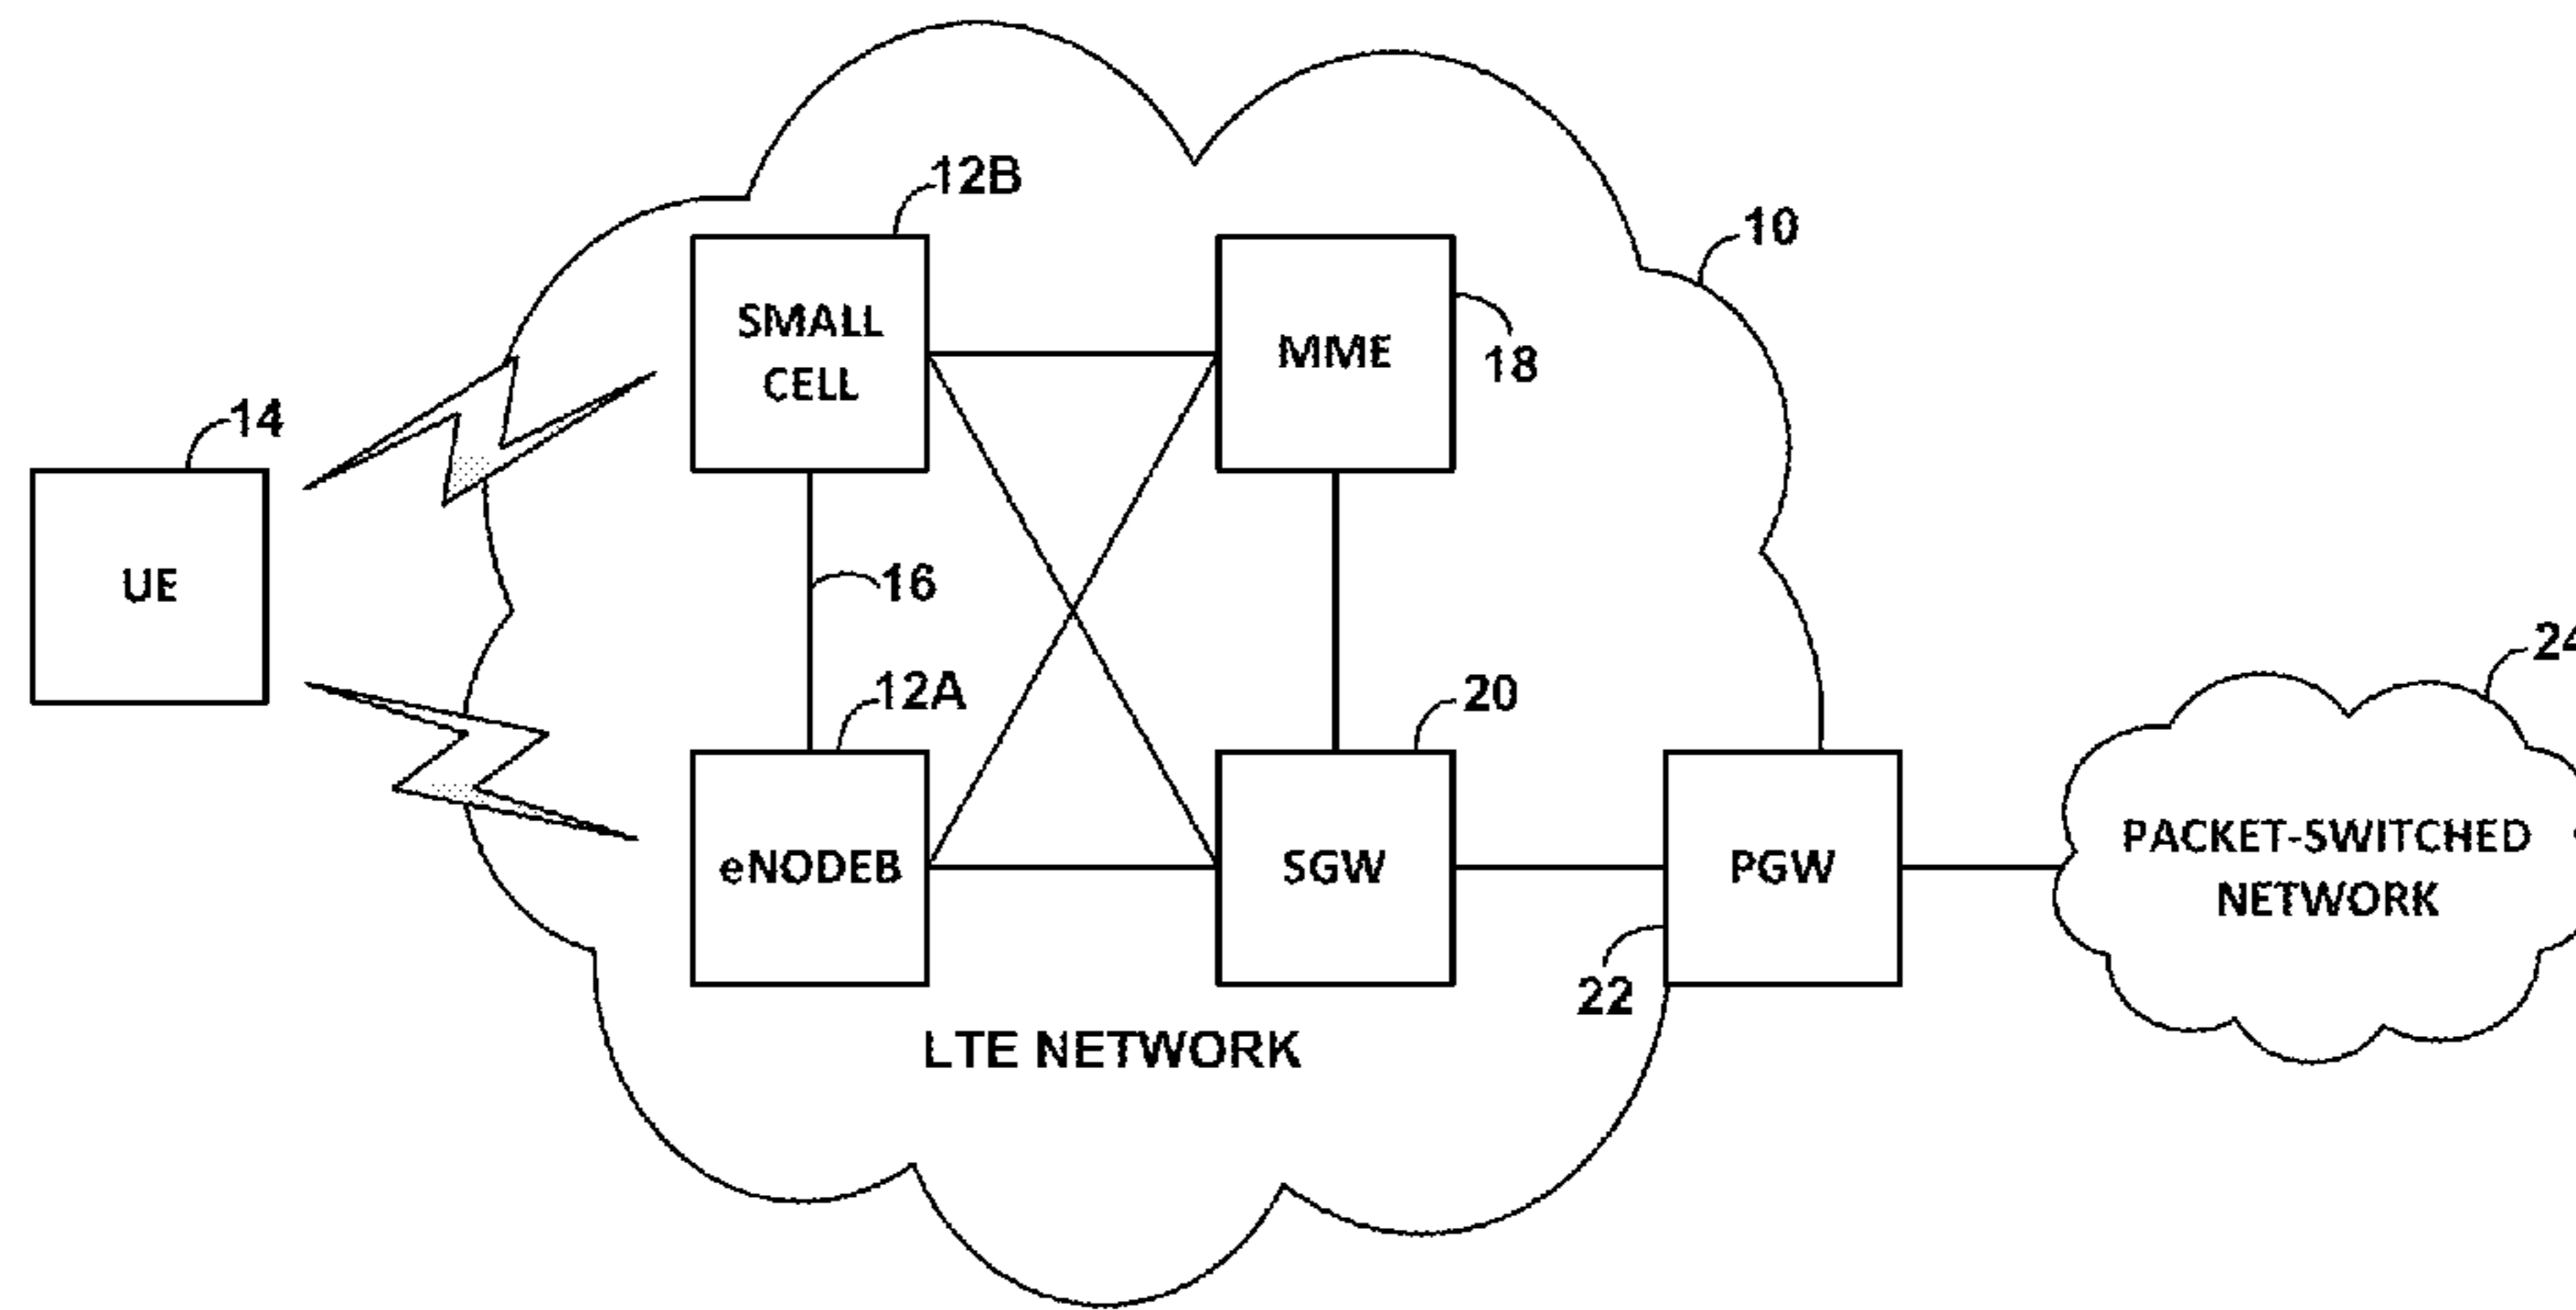 12B
10
SMALL
CELL
MME
18
14
UE
16
12A
20
24
eNODEB
SGW
PGW
PACKET-SWITCHED
NETWORK
22
LTE NETWORK